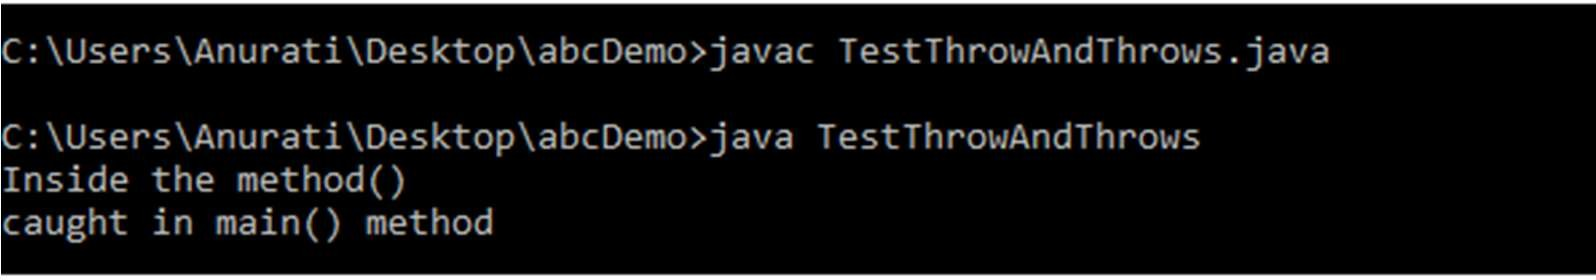 C:\Users\Anurati\Desktop\abcDemo>javac TestThrowAndThrows.java
C:\Users\Anurati\Desktop\abcDemo>java TestThrowAndThrows
Inside the method()
caught in main() method